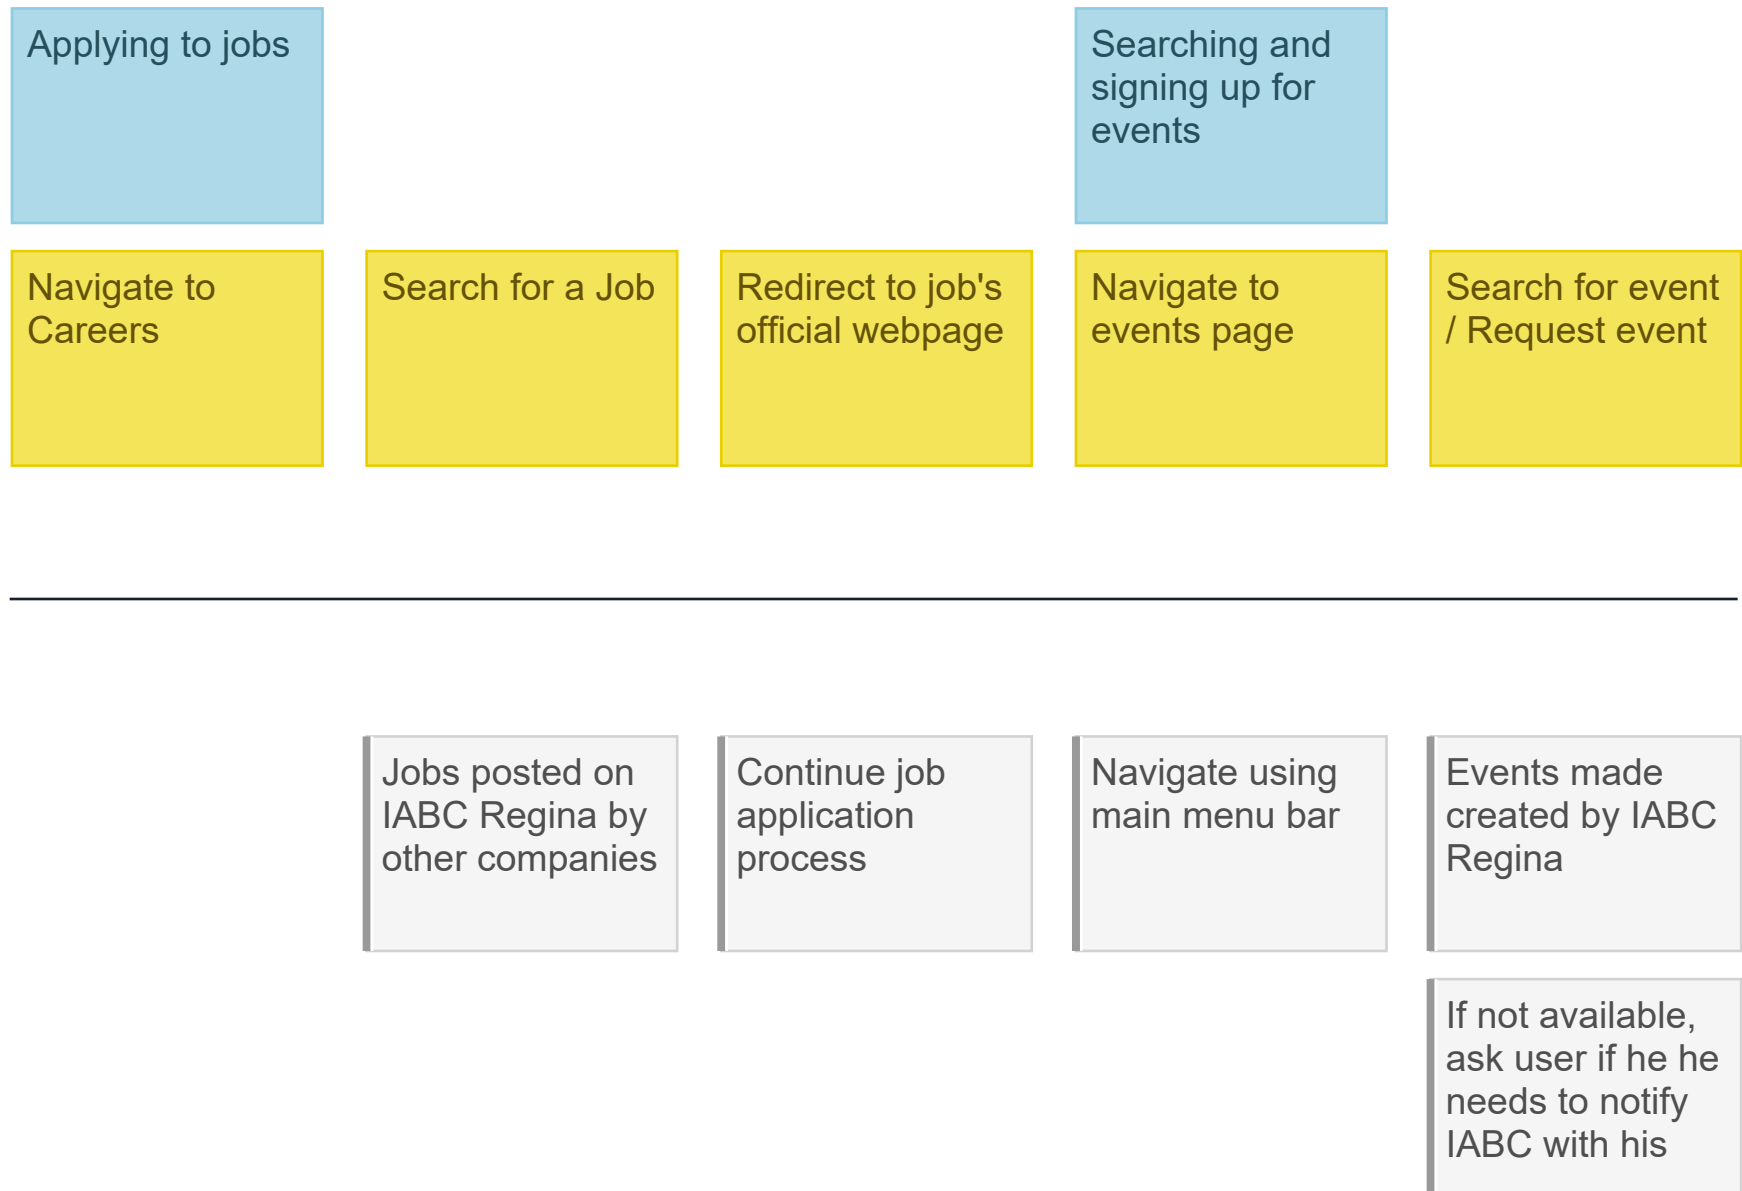 Applying to jobs
Searching and
signing up for
events
Navigate to
Careers
Search for a Job
Redirect to job's
official webpage
Navigate to
events page
Search for event
/ Request event
Jobs posted on
IABC Regina by
other companies
Continue job
application
process
Navigate using
main menu bar
Events made
created by IABC
Regina
If not available,
ask user if he he
needs to notify
IABC with his